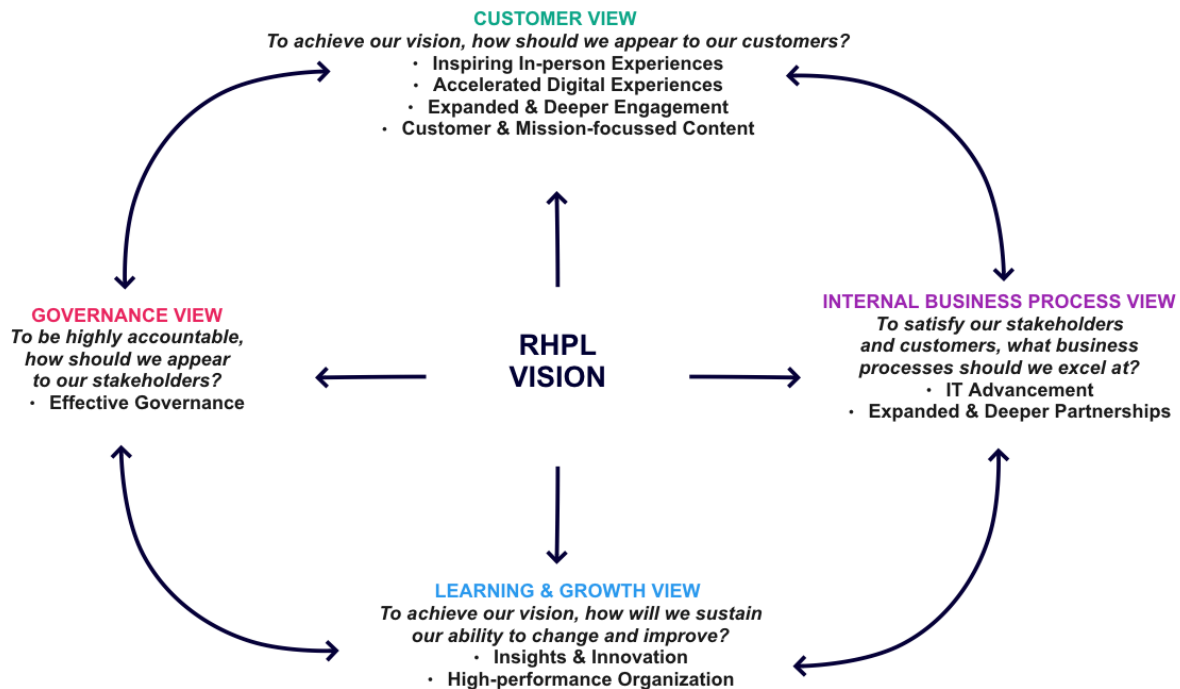 CUSTOMER VIEW
To achieve our vision, how should we appear to our customers?
• Inspiring In-person Experiences
• Accelerated Digital Experiences
• Expanded & Deeper Engagement
• Customer & Mission-focussed Content
GOVERNANCE VIEW
To be highly accountable,
how should we appear
to our stakeholders?
• Effective Governance
RHPL
VISION
INTERNAL BUSINESS PROCESS VIEW
To satisfy our stakeholders
and customers, what business
processes should we excel at?
• IT Advancement
• Expanded & Deeper Partnerships
LEARNING & GROWTH VIEW
To achieve our vision, how will we sustain
our ability to change and improve?
• Insights & Innovation
• High-performance Organization